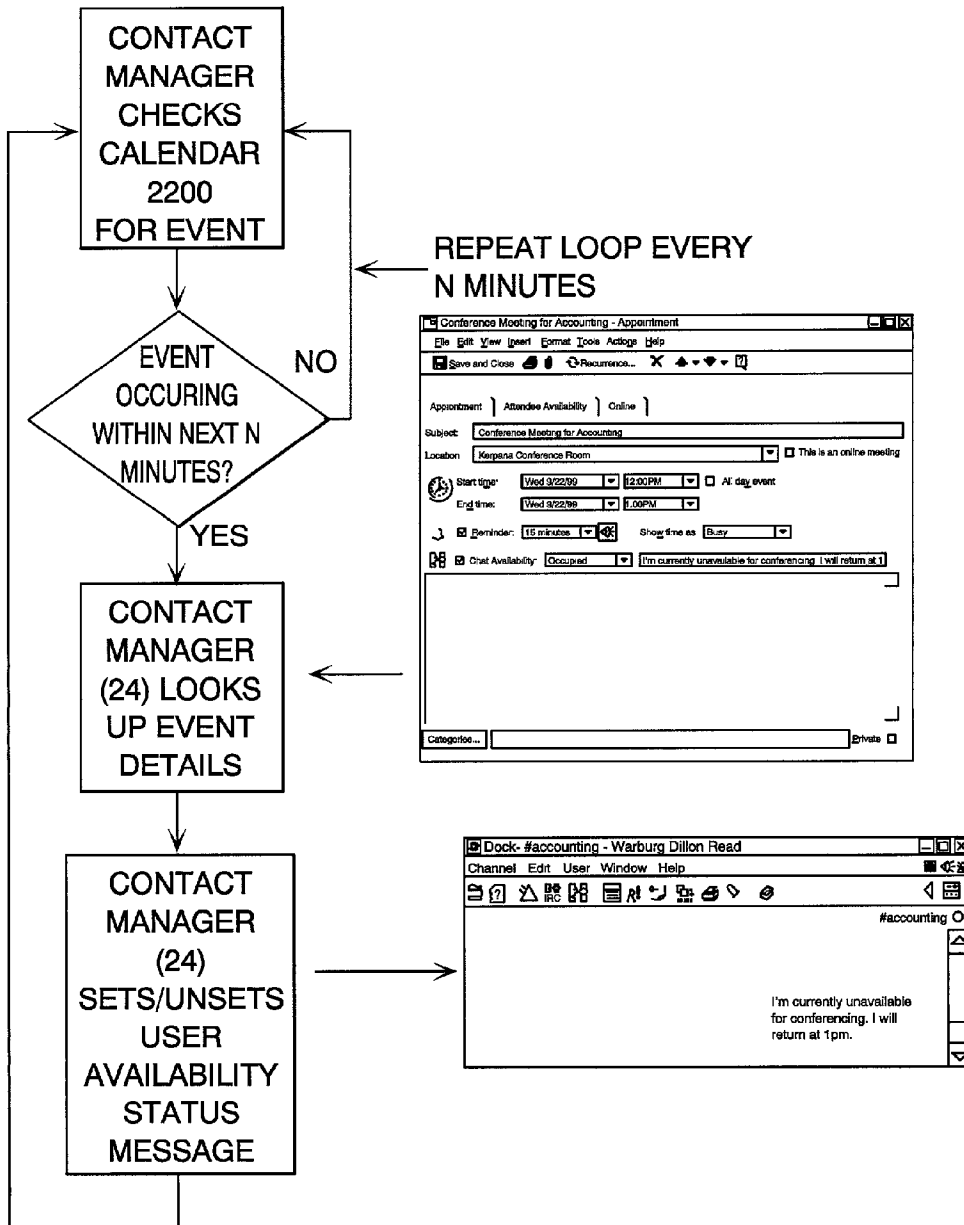 CONTACT
MANAGER
CHECKS
CALENDAR
2200
FOR EVENT
REPEAT LOOP EVERY
N MINUTES
EVENT
OCCURING
WITHIN NEXT N
MINUTES?
NO
YES
Conference Meeting for Accounting - Appointment
File Edit View Insert Format Tools Actions Help
Save and Close Recurrence...
Appointment Attendee Availability Online
Subject: Conference Meeting for Accounting
Location Kerpana Conference Room This is an online meeting
Start time: Wed 9/22/99 12:00PM All day event
End time: Wed 9/22/99 1.00PM
Reminder: 15 minutes Show time as Busy
Chat Availability: Occupied I'm currently unavailable for conferencing I will return at 1
Categories... Private
CONTACT
MANAGER
(24) LOOKS
UP EVENT
DETAILS
CONTACT
MANAGER
(24)
SETS/UNSETS
USER
AVAILABILITY
STATUS
MESSAGE
Dock- #accounting - Warburg Dillon Read
Channel Edit User Window Help
IRC
#accounting
I'm currently unavailable
for conferencing. I will
return at 1pm.